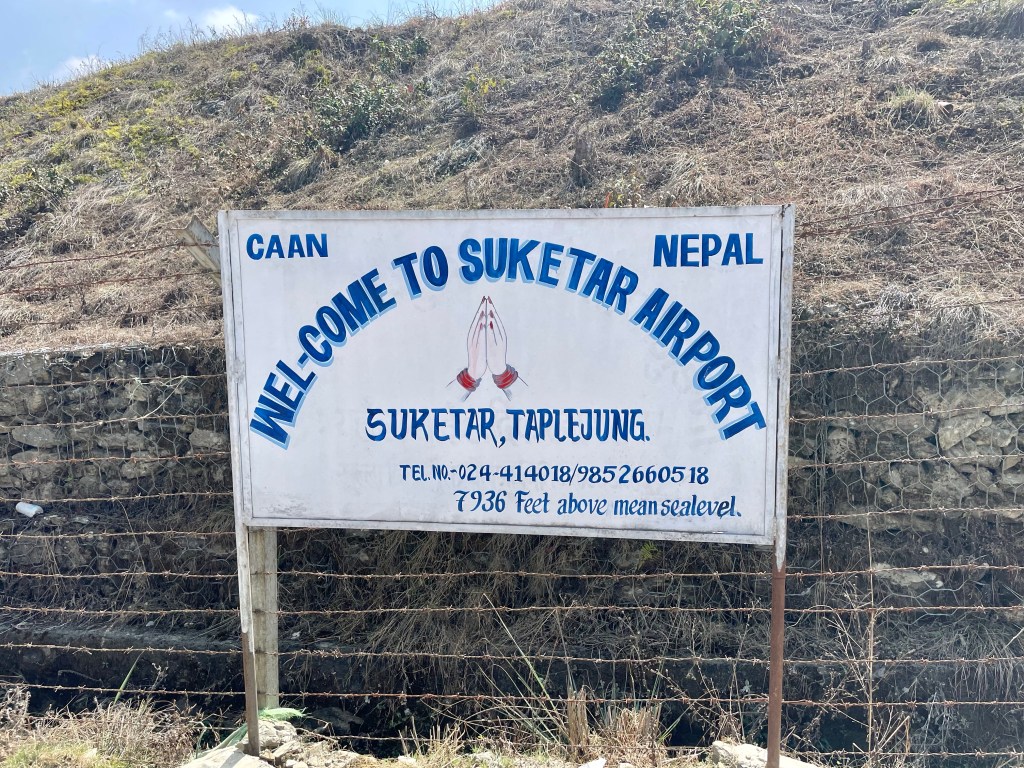 CAAN NEPAL
WEL-COME TO SUKETAR AIRPORT
SUKETAR, TAPLEJUNG.
TEL.NO.-024-414018/9852660518
7936 Feet above mean sealevel.